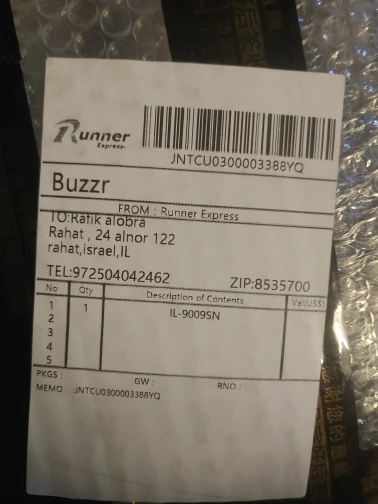 Runner
Express
JNTCU0300003388YQ
Buzzr
FROM : Runner Express
TO:Rafik alobra
Rahat , 24 alnor 122
rahat,israel,IL
TEL:972504042462 ZIP:8535700
No Qty Description of Contents Val(US$)
1 1 IL-9009SN
2
3
4
5
PKGS : GW : RNO :
MEMO : JNTCU0300003388YQ